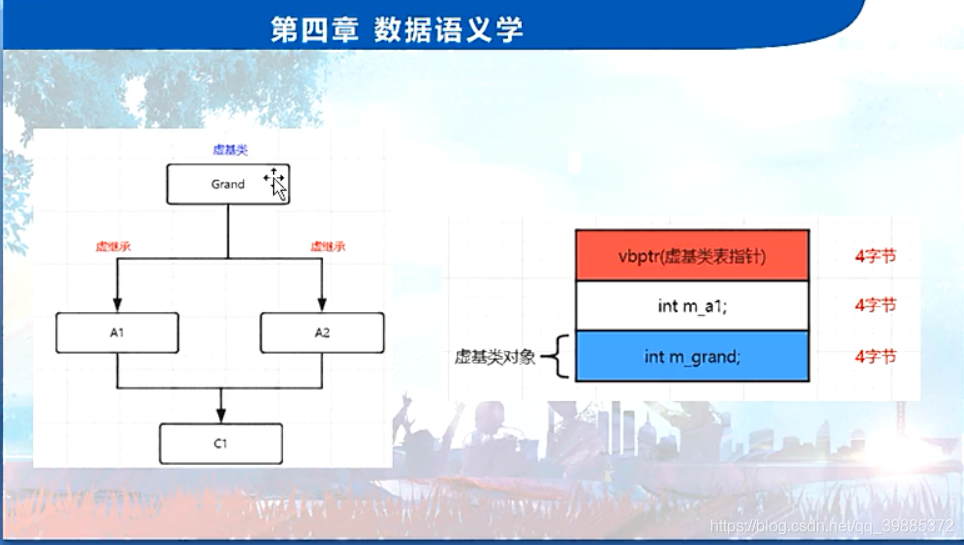 第四章 数据语义学
虚基类
Grand
虚继承
虚继承
A1
A2
C1
vbptr(虚基类表指针)
4字节
int m_a1;
4字节
虚基类对象
int m_grand;
4字节
https://blog.csdn.net/qq_39885372